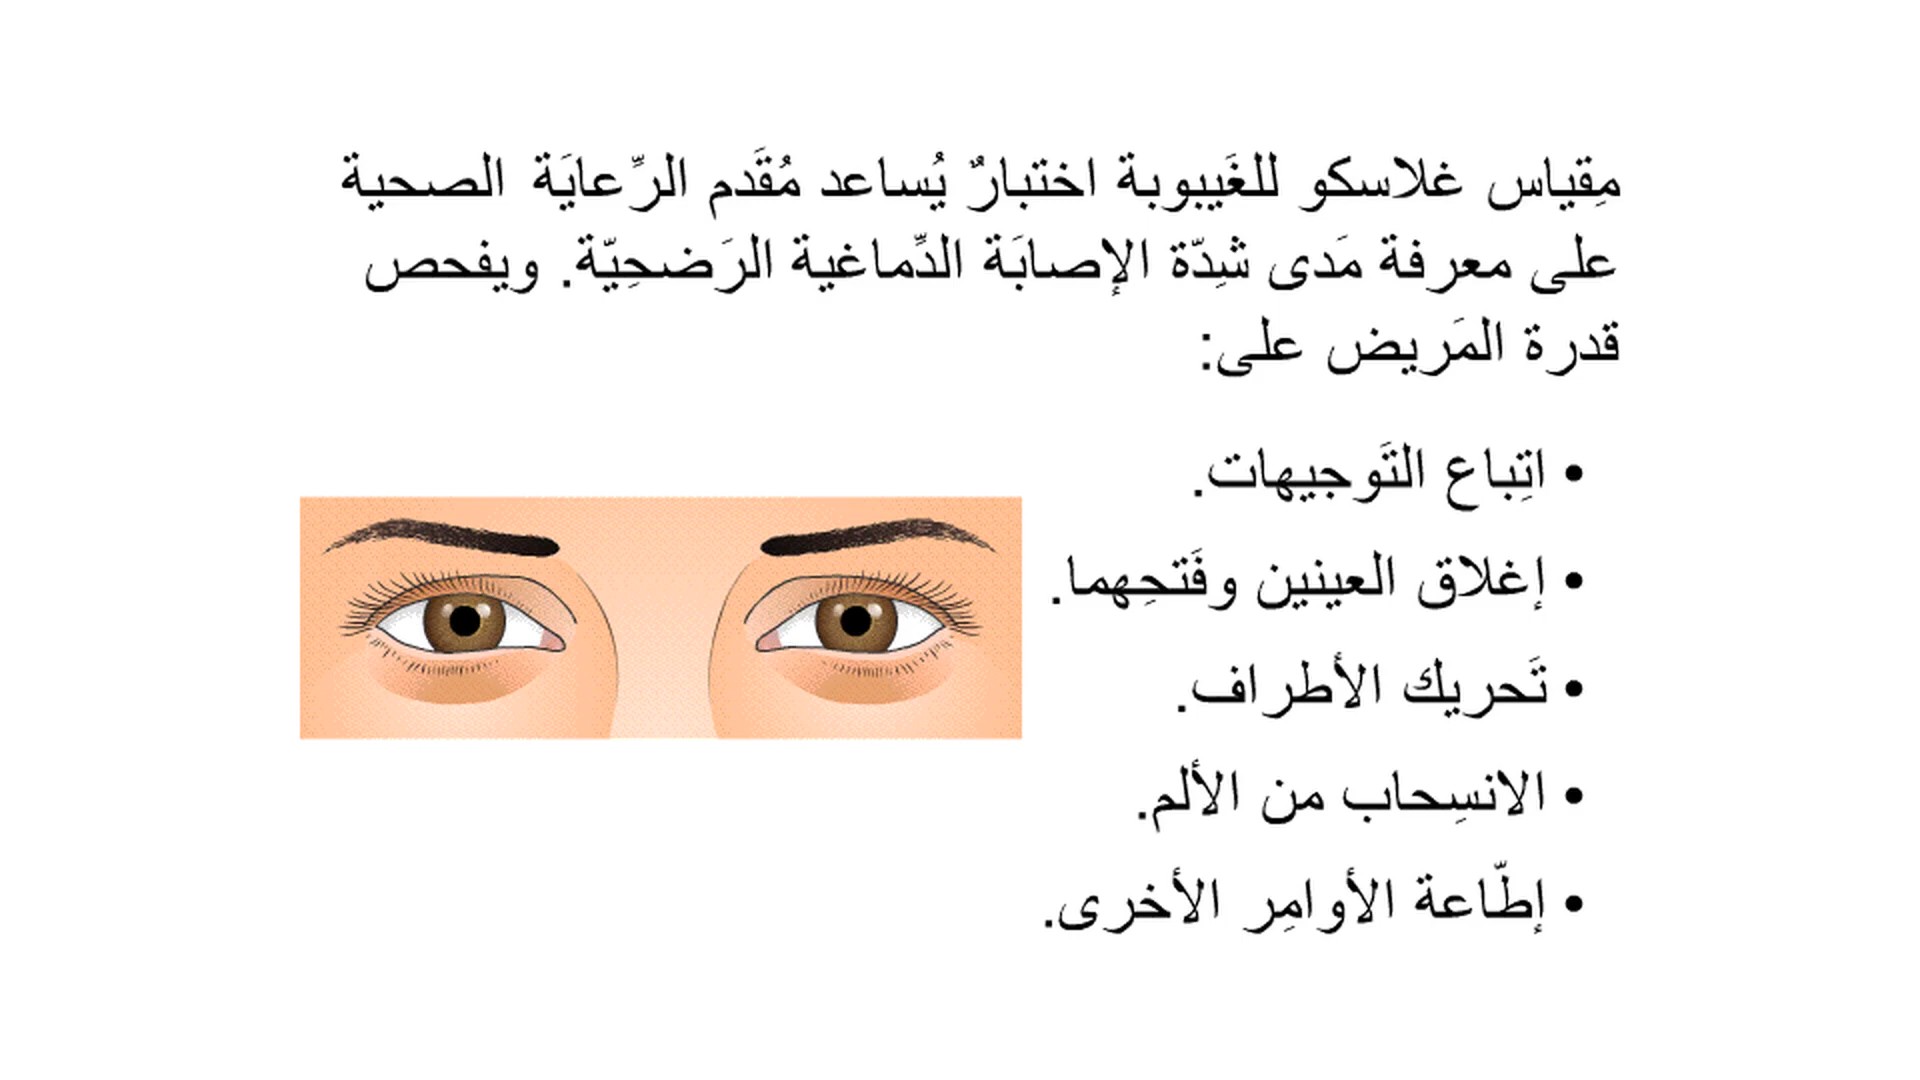 مِقياس غلاسكو للغَيبوبة اختبارٌ يُساعد مُقَدم الرِّعايَة الصحية
على معرفة مَدى شِدّة الإصابَة الدِّماغية الرَضحِيّة. ويفحص
قدرة المَريض على:
• اتِباع التَوجيهات.
• إغلاق العينين وفَتحِهما.
• تَحريك الأطراف.
• الانسِحاب من الألم.
• إطّاعة الأوامِر الأخرى.